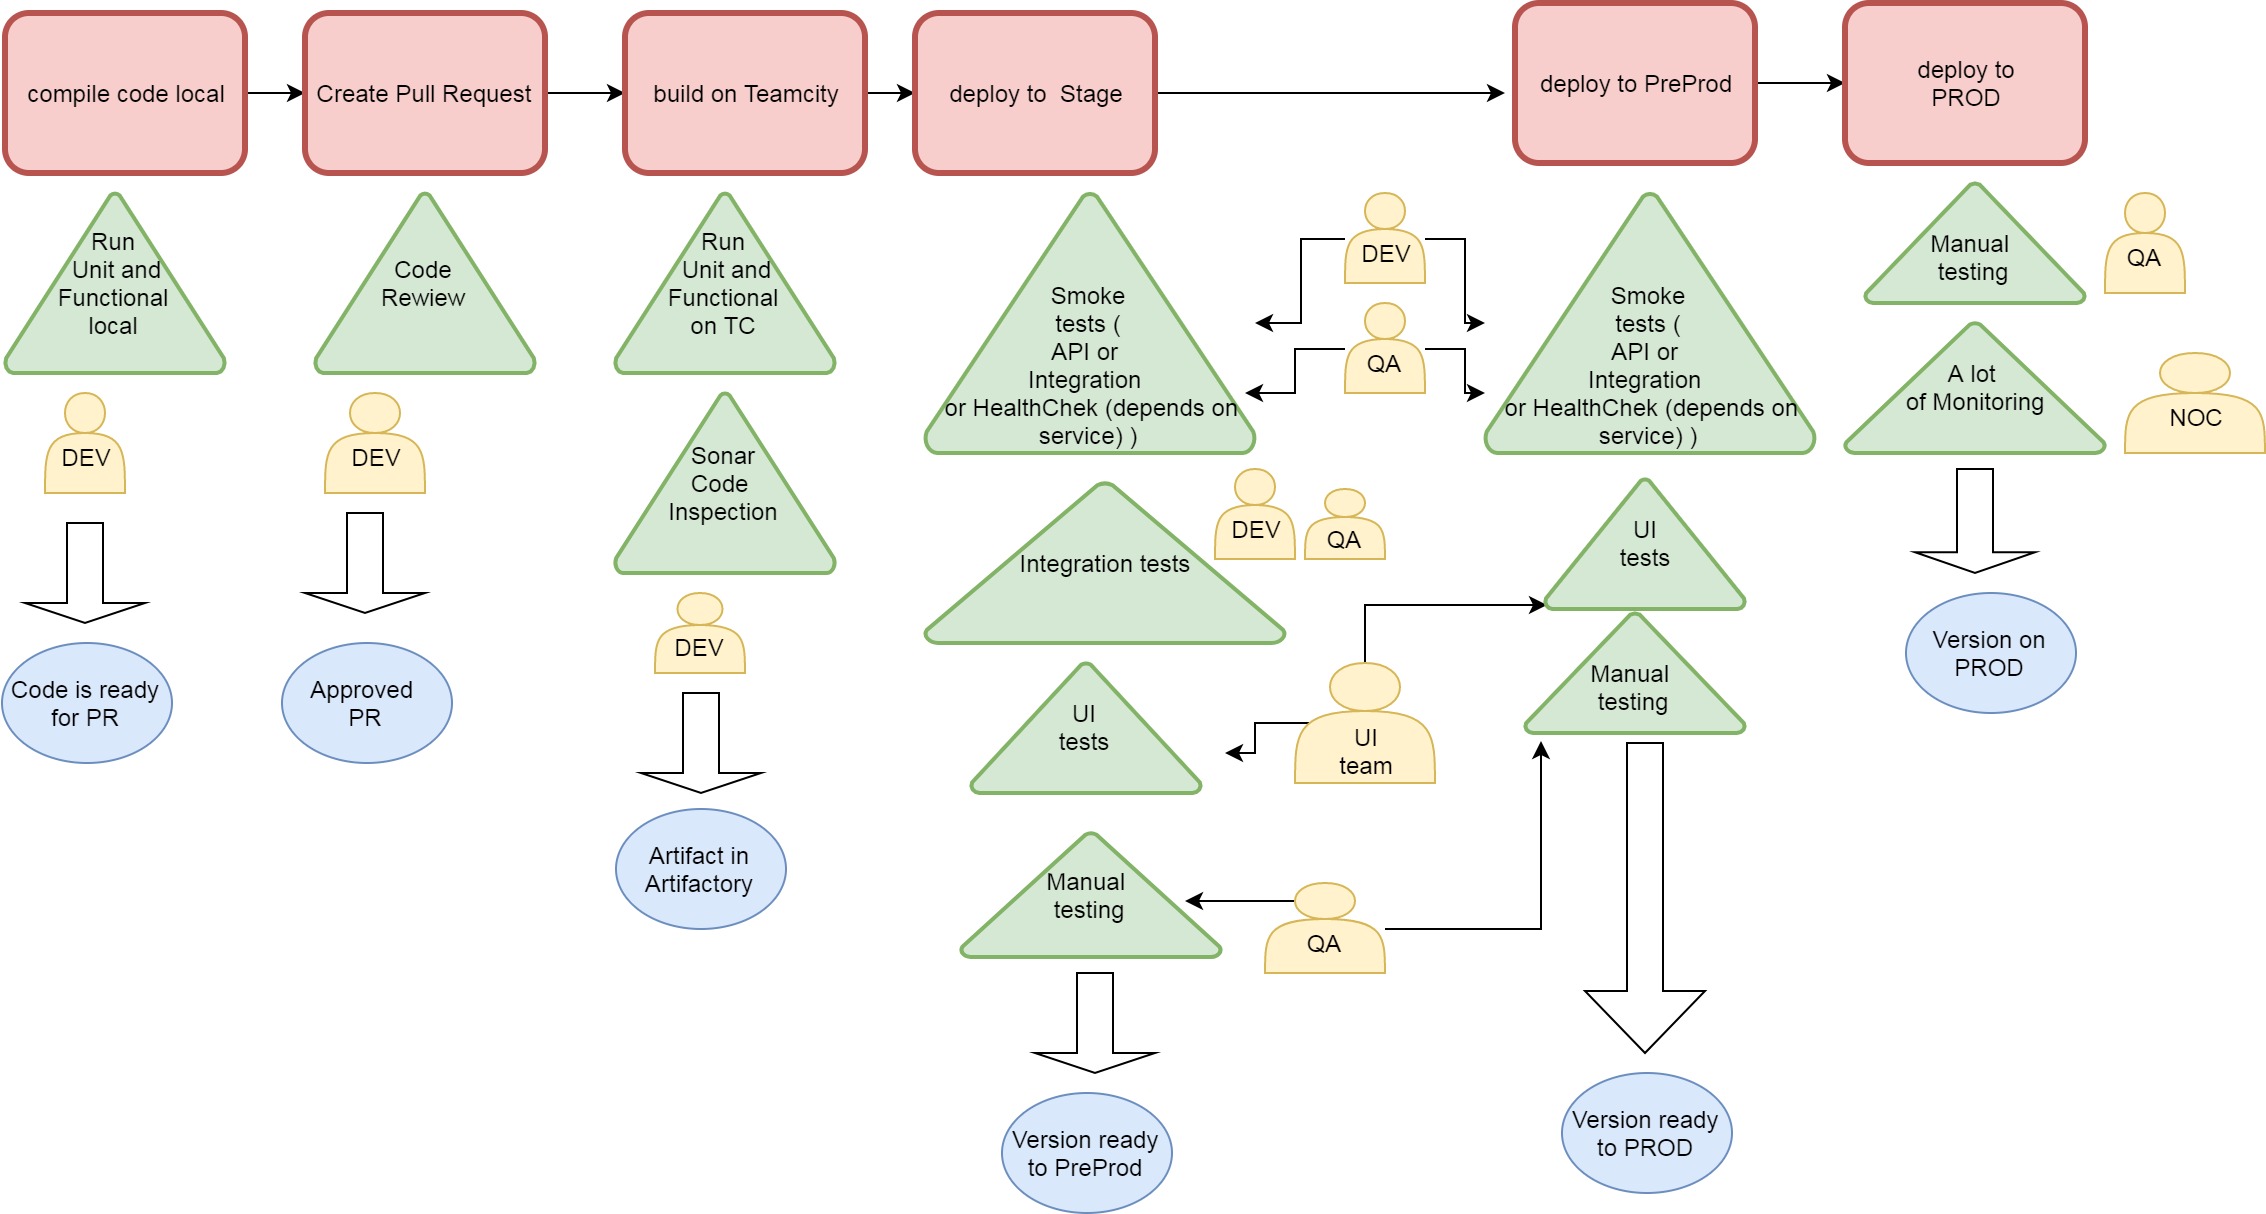 compile code local
Create Pull Request
build on Teamcity
deploy to  Stage
deploy to PreProd
deploy to
PROD
Run
Unit and
Functional
local
DEV
Code is ready
for PR
Code
Rewiew
DEV
Approved
PR
Run
Unit and
Functional
on TC
Sonar
Code
Inspection
DEV
Artifact in
Artifactory
Smoke
tests (
API or
Integration
or HealthChek (depends on
service) )
DEV
QA
Integration tests
DEV
QA
UI
tests
UI
team
Manual
testing
QA
Version ready
to PreProd
Smoke
tests (
API or
Integration
or HealthChek (depends on
service) )
UI
tests
Manual
testing
Version ready
to PROD
Manual
testing
QA
A lot
of Monitoring
NOC
Version on
PROD